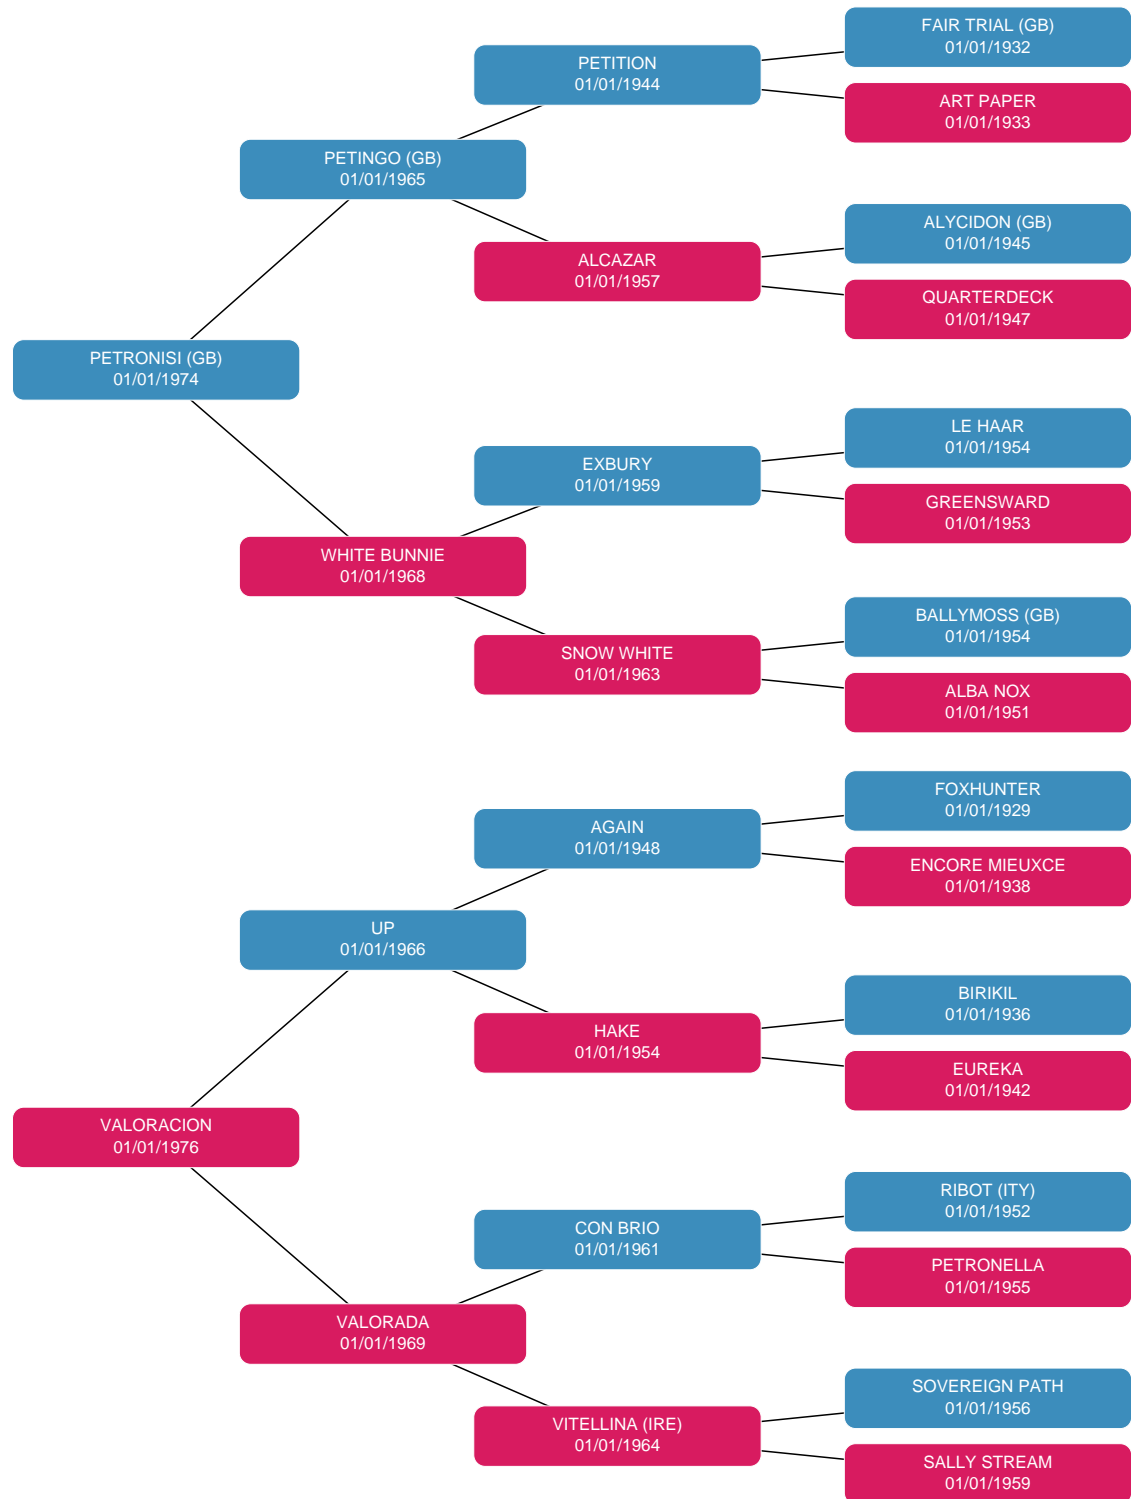 FAIR TRIAL (GB)
01/01/1932
PETITION
01/01/1944
ART PAPER
01/01/1933
PETINGO (GB)
01/01/1965
ALYCIDON (GB)
01/01/1945
ALCAZAR
01/01/1957
QUARTERDECK
01/01/1947
PETRONISI (GB)
01/01/1974
LE HAAR
01/01/1954
EXBURY
01/01/1959
GREENSWARD
01/01/1953
WHITE BUNNIE
01/01/1968
BALLYMOSS (GB)
01/01/1954
SNOW WHITE
01/01/1963
ALBA NOX
01/01/1951
FOXHUNTER
01/01/1929
AGAIN
01/01/1948
ENCORE MIEUXCE
01/01/1938
UP
01/01/1966
BIRIKIL
01/01/1936
HAKE
01/01/1954
EUREKA
01/01/1942
VALORACION
01/01/1976
RIBOT (ITY)
01/01/1952
CON BRIO
01/01/1961
PETRONELLA
01/01/1955
VALORADA
01/01/1969
SOVEREIGN PATH
01/01/1956
VITELLINA (IRE)
01/01/1964
SALLY STREAM
01/01/1959